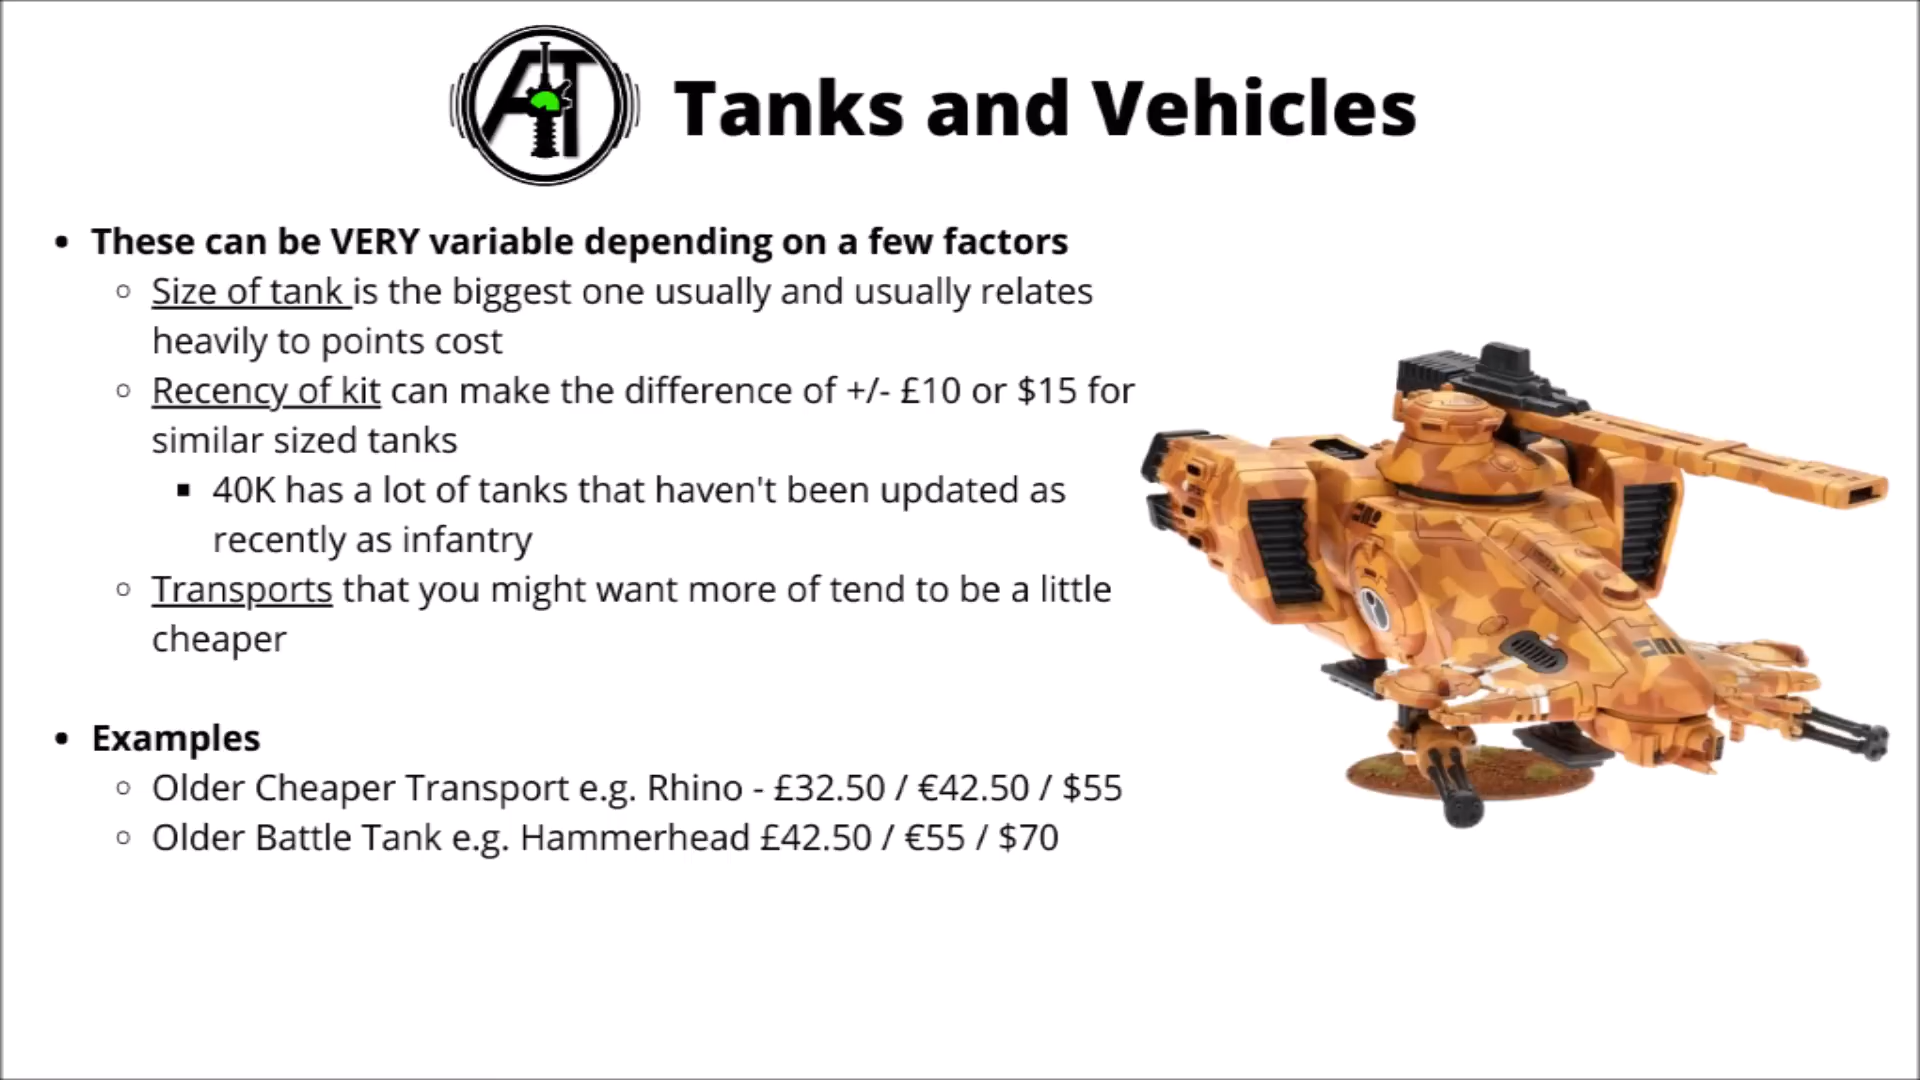 AT
Tanks and Vehicles
• These can be VERY variable depending on a few factors
○ Size of tank is the biggest one usually and usually relates
heavily to points cost
○ Recency of kit can make the difference of +/- £10 or $15 for
similar sized tanks
▪ 40K has a lot of tanks that haven't been updated as
recently as infantry
○ Transports that you might want more of tend to be a little
cheaper
• Examples
○ Older Cheaper Transport e.g. Rhino - £32.50 / €42.50 / $55
○ Older Battle Tank e.g. Hammerhead £42.50 / €55 / $70